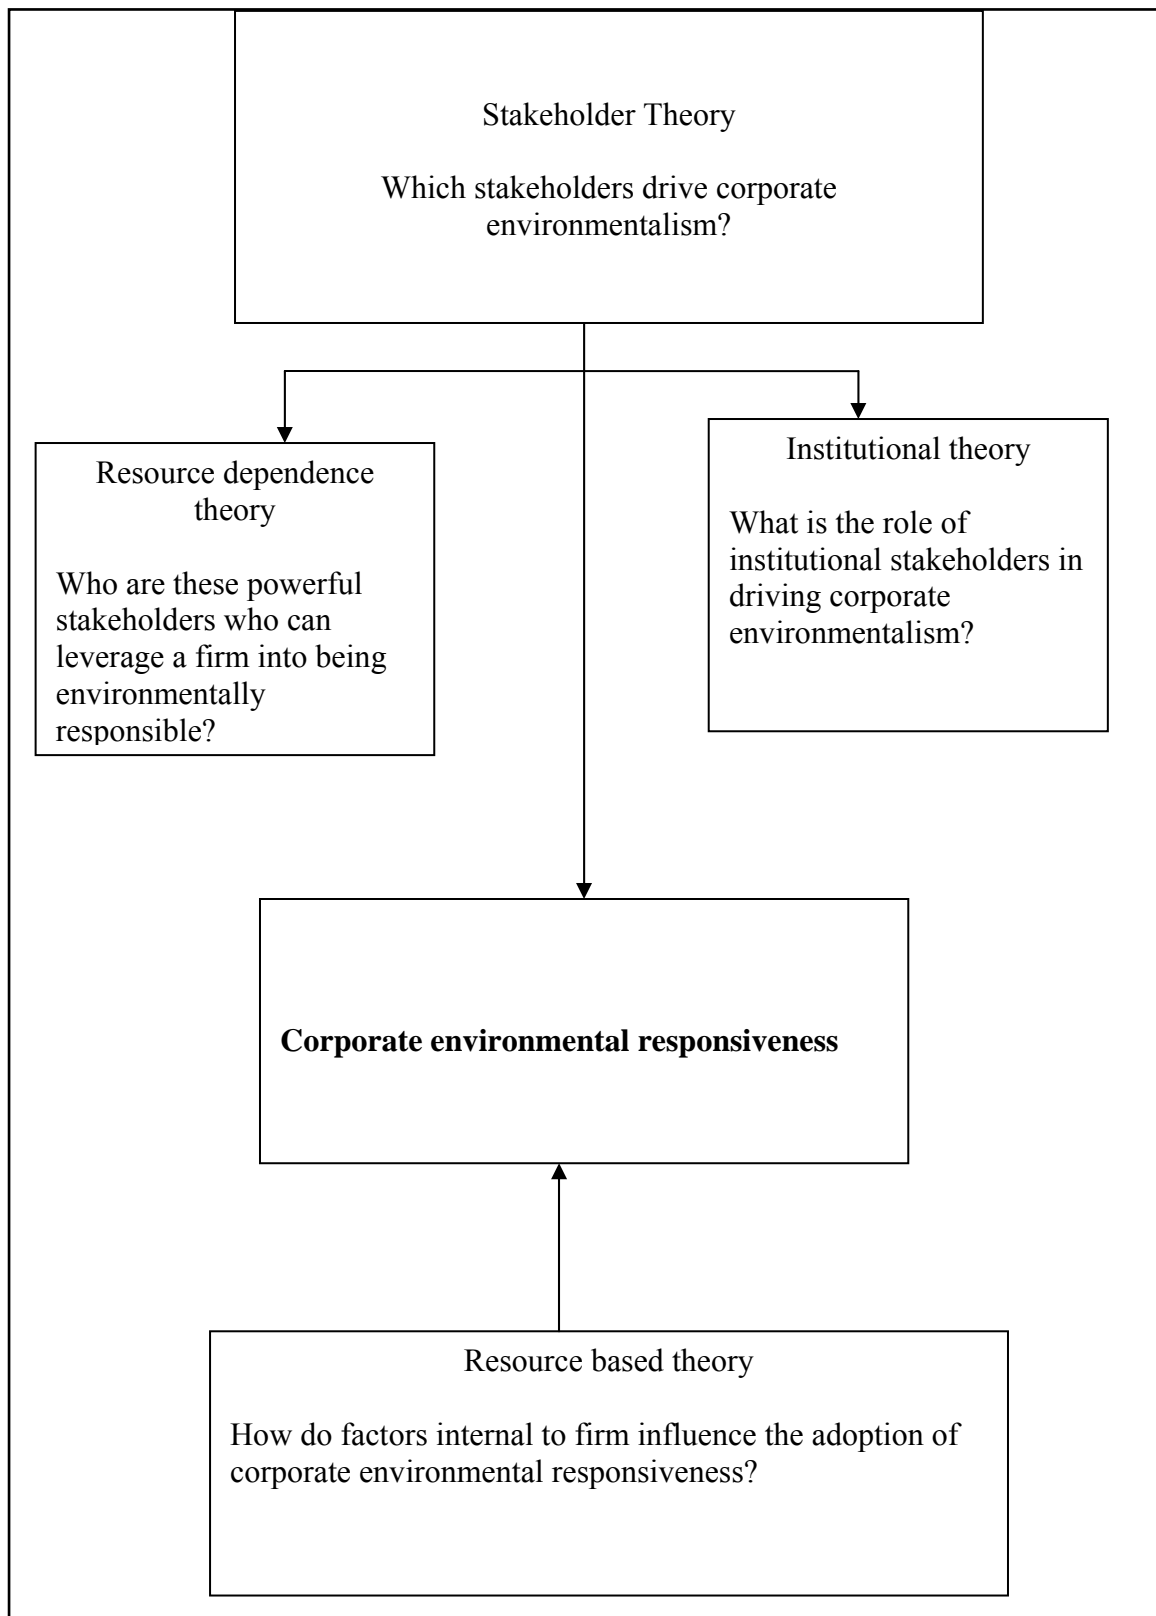 Stakeholder Theory
Which stakeholders drive corporate
environmentalism?
Resource dependence
theory
Who are these powerful
stakeholders who can
leverage a firm into being
environmentally
responsible?
Institutional theory
What is the role of
institutional stakeholders in
driving corporate
environmentalism?
Corporate environmental responsiveness
Resource based theory
How do factors internal to firm influence the adoption of
corporate environmental responsiveness?